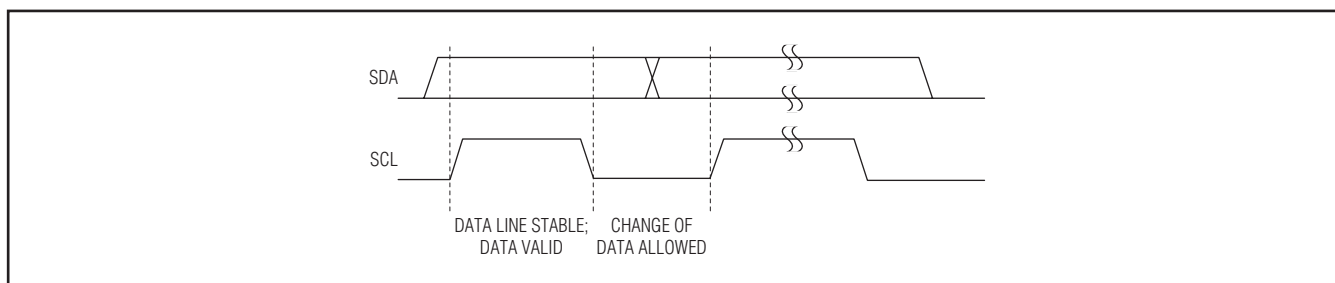 SDA
SCL
DATA LINE STABLE;
DATA VALID
CHANGE OF
DATA ALLOWED